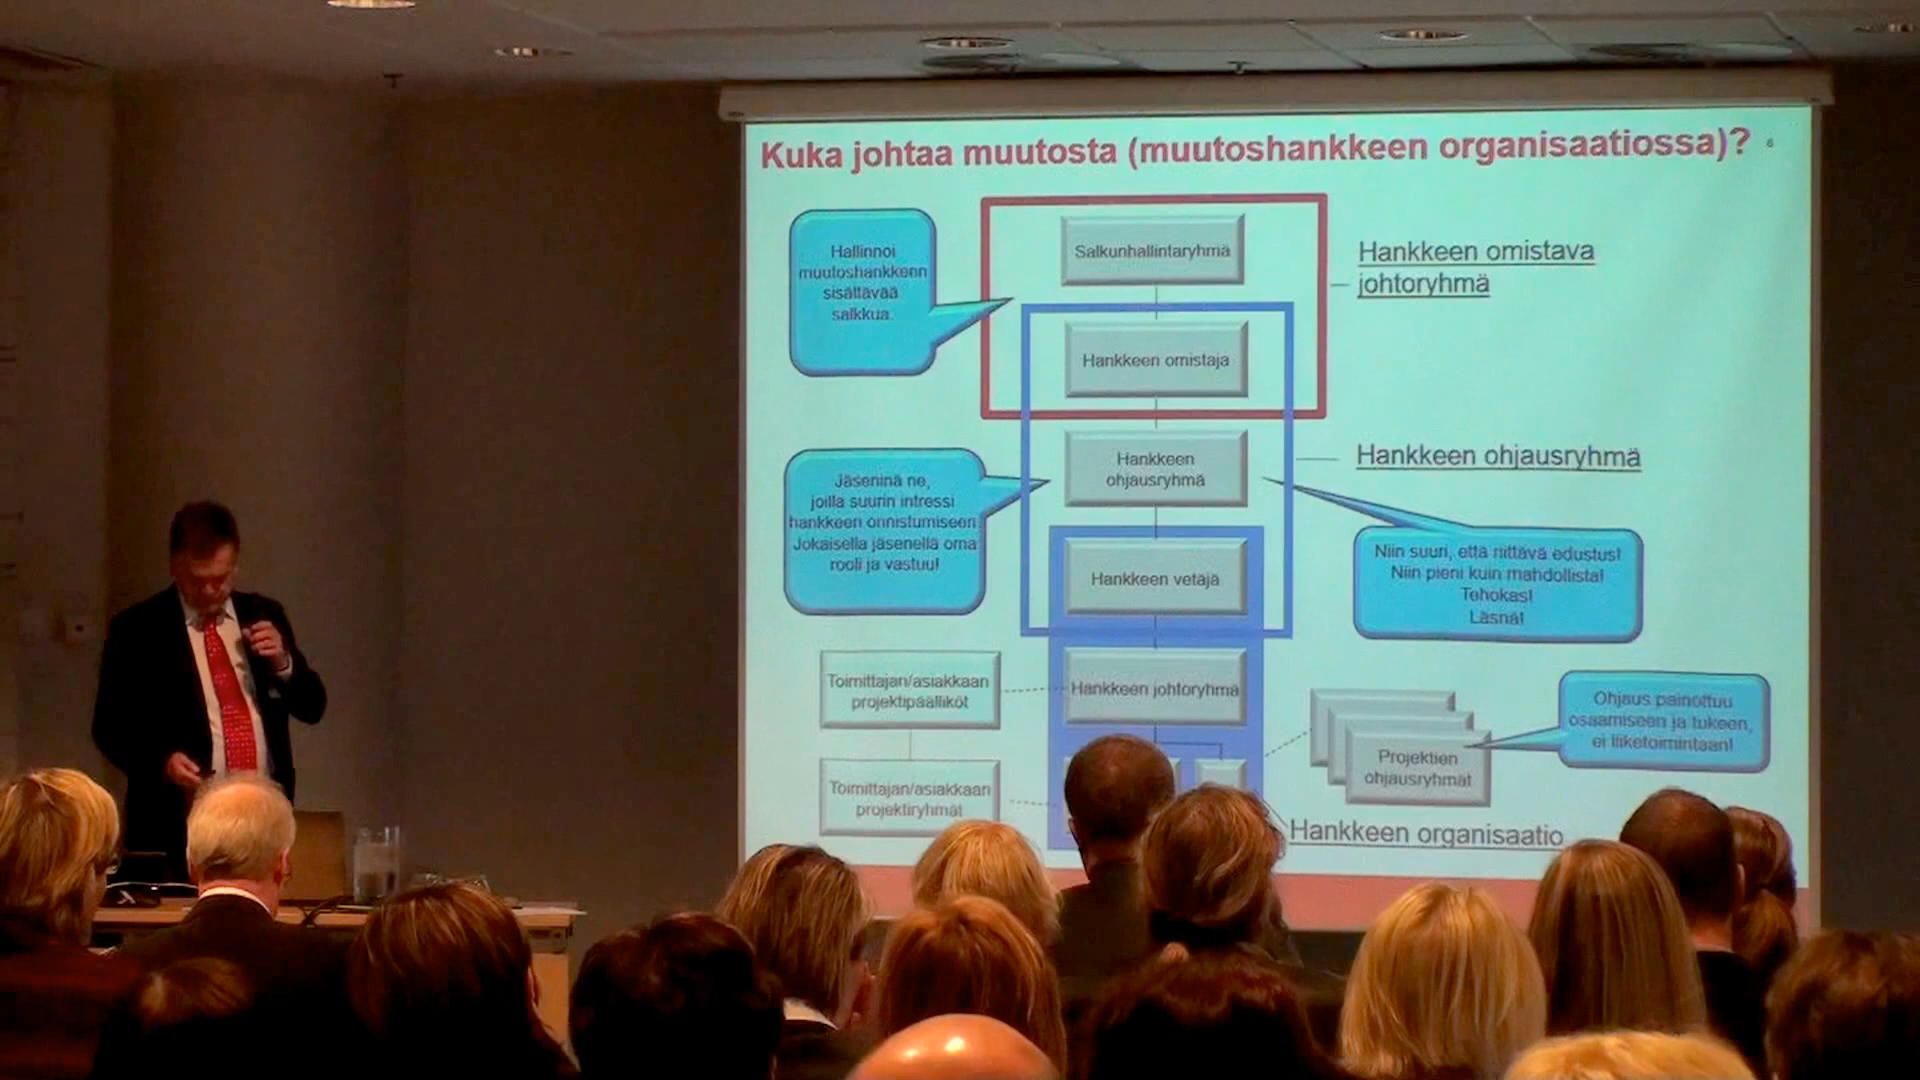 Kuka johtaa muutosta (muutoshankkeen organisaatiossa)?
6
Hallinnoi
muutoshankkeen
sisältävää
salkkua.
Salkunhallintaryhmä
Hankkeen omistava
johtoryhmä
Hankkeen omistaja
Jäseninä ne,
joilla suurin intressi
hankkeen onnistumiseen.
Jokaisella jäsenellä oma
rooli ja vastuu!
Hankkeen
ohjausryhmä
Hankkeen ohjausryhmä
Niin suuri, että riittävä edustus!
Niin pieni kuin mahdollista!
Tehokas!
Läsnä!
Hankkeen vetäjä
Toimittajan/asiakkaan
projektipäälliköt
Hankkeen johtoryhmä
Ohjaus painottuu
osaamiseen ja tukeen,
ei liiketoimintaan!
Projektien
ohjausryhmät
Toimittajan/asiakkaan
projektiryhmät
Hankkeen organisaatio